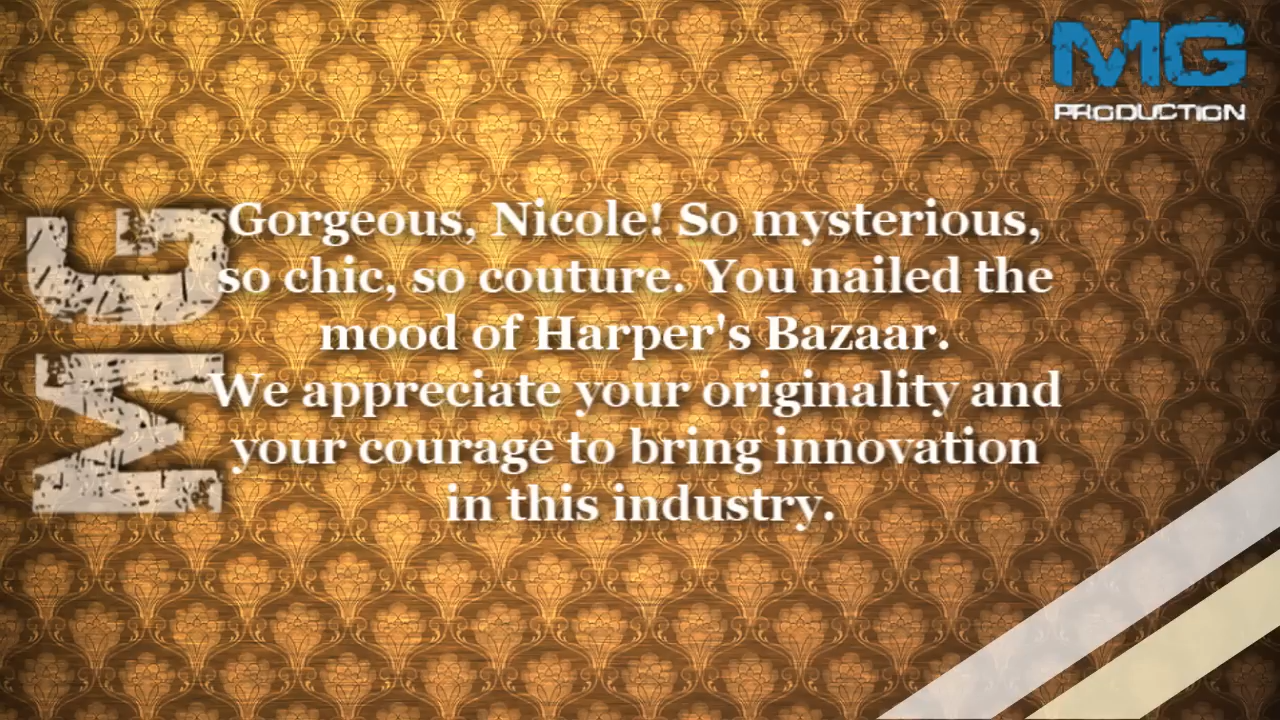 MG
PRODUCTION
MG
Gorgeous, Nicole! So mysterious,
so chic, so couture. You nailed the
mood of Harper's Bazaar.
We appreciate your originality and
your courage to bring innovation
in this industry.